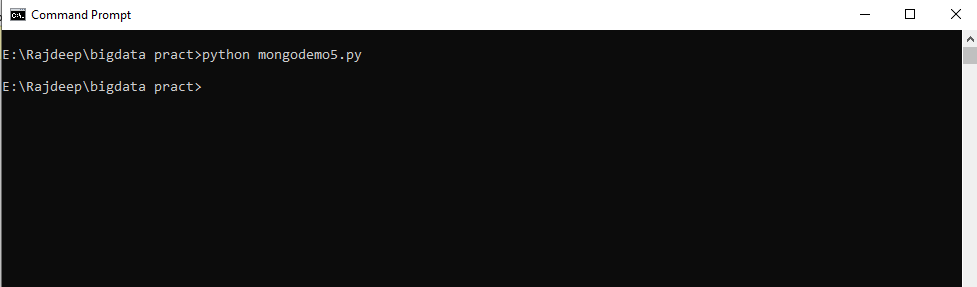 Command Prompt
E:\Rajdeep\bigdata pract>python mongodemo5.py
E:\Rajdeep\bigdata pract>